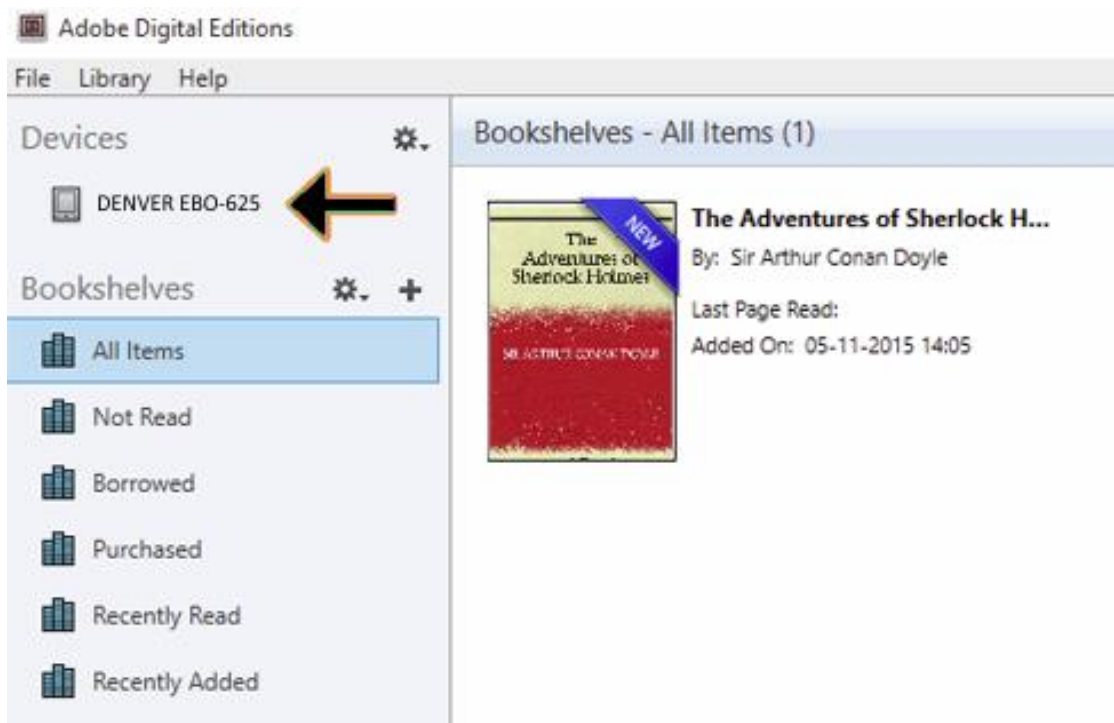 Adobe Digital Editions
File Library Help
Devices
DENVER EBO-625
Bookshelves
All Items
Not Read
Borrowed
Purchased
Recently Read
Recently Added
Bookshelves - All Items (1)
NEW
The
Adventures of
Sherlock Holmes
SIR ARTHUR CONAN DOYLE
The Adventures of Sherlock H...
By: Sir Arthur Conan Doyle
Last Page Read:
Added On: 05-11-2015 14:05